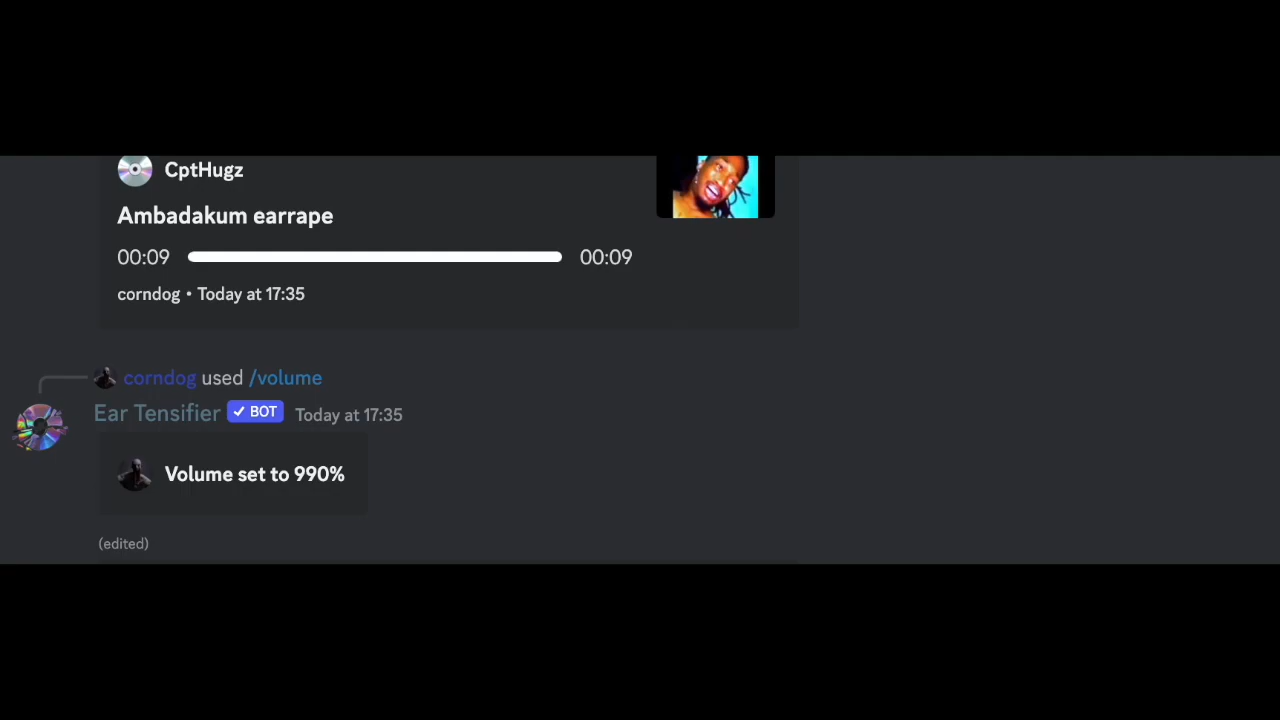 CptHugz
Ambadakum earrape
00:09 00:09
corndog • Today at 17:35
corndog used /volume
Ear Tensifier ✓ BOT Today at 17:35
Volume set to 990%
(edited)